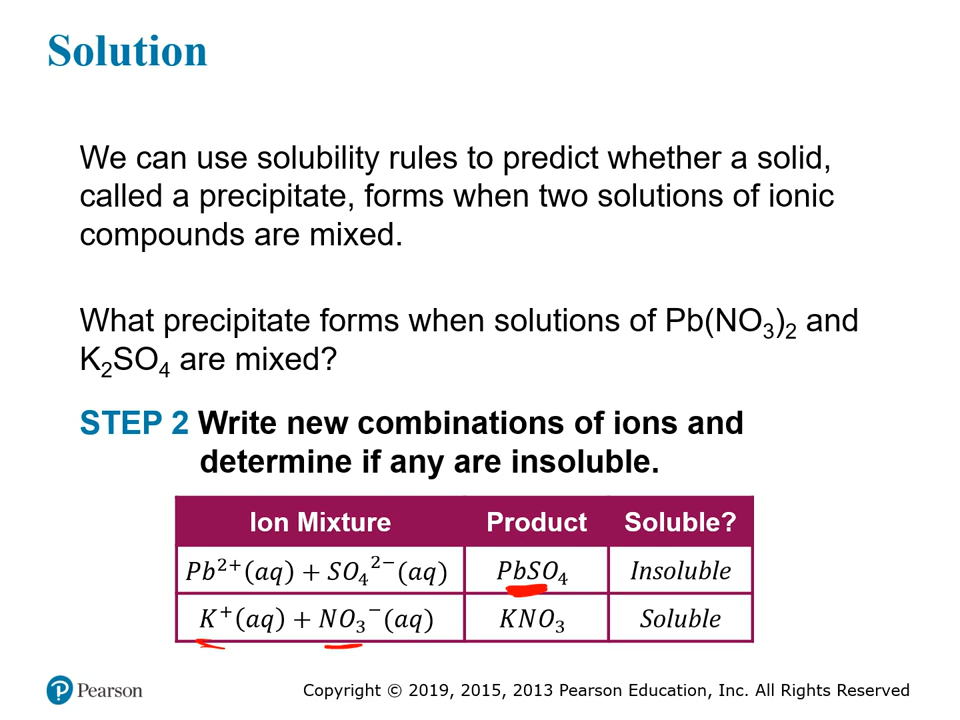 Solution
We can use solubility rules to predict whether a solid,
called a precipitate, forms when two solutions of ionic
compounds are mixed.
What precipitate forms when solutions of Pb(NO₃)₂ and
K₂SO₄ are mixed?
STEP 2 Write new combinations of ions and
determine if any are insoluble.
Ion Mixture Product Soluble?
Pb²⁺(aq) + SO₄²⁻(aq) PbSO₄ Insoluble
K⁺(aq) + NO₃⁻(aq) KNO₃ Soluble
P Pearson Copyright © 2019, 2015, 2013 Pearson Education, Inc. All Rights Reserved